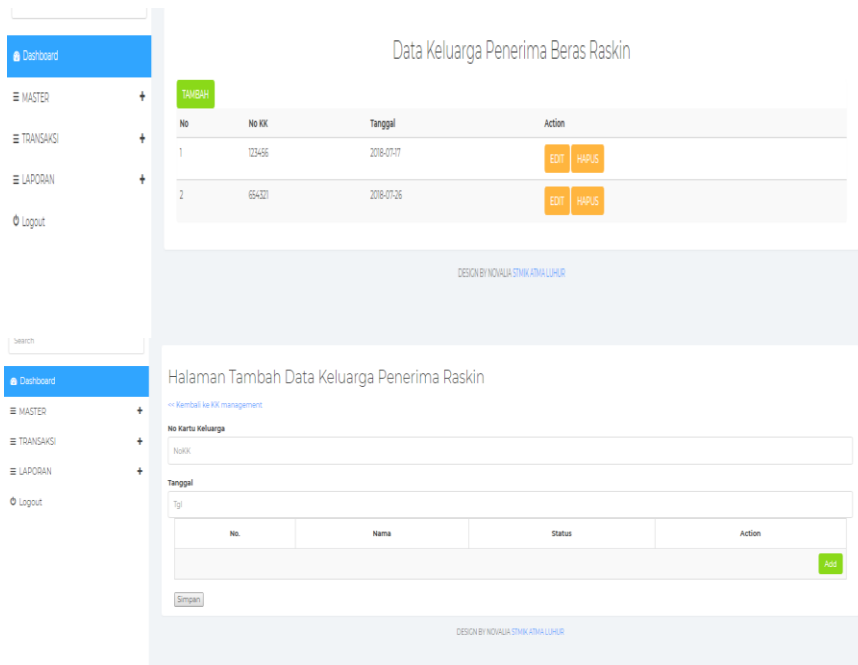 Dashboard
MASTER +
TRANSAKSI +
LAPORAN +
Logout
Data Keluarga Penerima Beras Raskin
TAMBAH
No No KK Tanggal Action
1 123456 2018-07-17 EDIT HAPUS
2 654321 2018-07-26 EDIT HAPUS
DESIGN BY NOVALIA STMIK ATMA LUHUR
Search
Dashboard
MASTER +
TRANSAKSI +
LAPORAN +
Logout
Halaman Tambah Data Keluarga Penerima Raskin
<< Kembali ke KK management
No Kartu Keluarga
NoKK
Tanggal
Tgl
No. Nama Status Action
Add
Simpan
DESIGN BY NOVALIA STMIK ATMA LUHUR